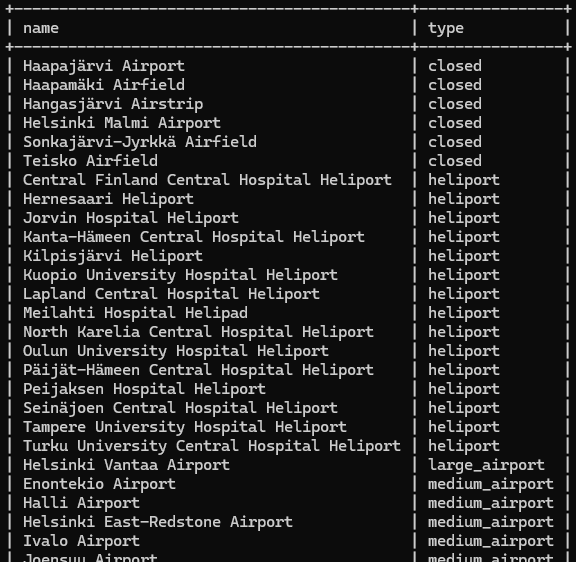 +--------------------------------------------+----------------+
| name                                       | type           |
+--------------------------------------------+----------------+
| Haapajärvi Airport                         | closed         |
| Haapamäki Airfield                         | closed         |
| Hangasjärvi Airstrip                       | closed         |
| Helsinki Malmi Airport                     | closed         |
| Sonkajärvi-Jyrkkä Airfield                 | closed         |
| Teisko Airfield                            | closed         |
| Central Finland Central Hospital Heliport  | heliport       |
| Hernesaari Heliport                        | heliport       |
| Jorvin Hospital Heliport                   | heliport       |
| Kanta-Hämeen Central Hospital Heliport     | heliport       |
| Kilpisjärvi Heliport                       | heliport       |
| Kuopio University Hospital Heliport        | heliport       |
| Lapland Central Hospital Heliport          | heliport       |
| Meilahti Hospital Helipad                  | heliport       |
| North Karelia Central Hospital Heliport    | heliport       |
| Oulun University Hospital Heliport         | heliport       |
| Päijät-Hämeen Central Hospital Heliport    | heliport       |
| Peijaksen Hospital Heliport                | heliport       |
| Seinäjoen Central Hospital Heliport        | heliport       |
| Tampere University Hospital Heliport       | heliport       |
| Turku University Central Hospital Heliport | heliport       |
| Helsinki Vantaa Airport                    | large_airport  |
| Enontekio Airport                          | medium_airport |
| Halli Airport                              | medium_airport |
| Helsinki East-Redstone Airport             | medium_airport |
| Ivalo Airport                              | medium_airport |
| Joensuu Airport                            | medium_airport |